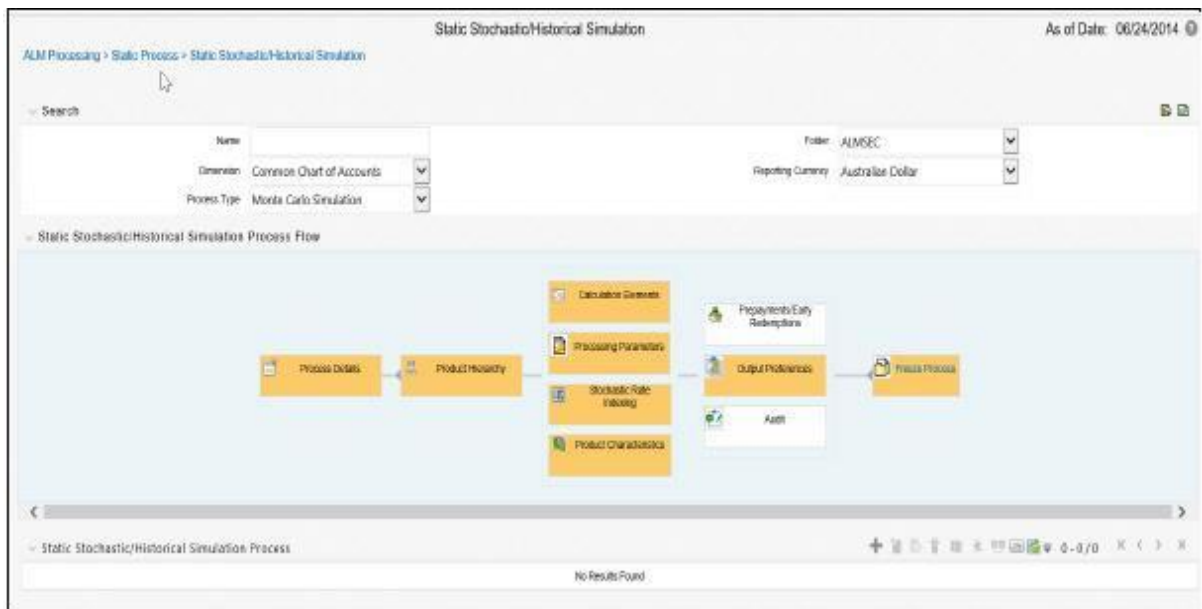 Static Stochastic/Historical Simulation
As of Date: 06/24/2014
ALM Processing > Static Process > Static Stochastic/Historical Simulation
Search
Name
Folder ALMSEC
Dimension Common Chart of Accounts
Reporting Currency Australian Dollar
Process Type Monte Carlo Simulation
Static Stochastic/Historical Simulation Process Flow
Calculation Elements
Prepayments/Early
Redemptions
Processing Parameters
Process Details
Product Hierarchy
Output Preferences
Freeze Process
Stochastic Rate
Indexing
Audit
Product Characteristics
Static Stochastic/Historical Simulation Process
0-0/0
No Results Found